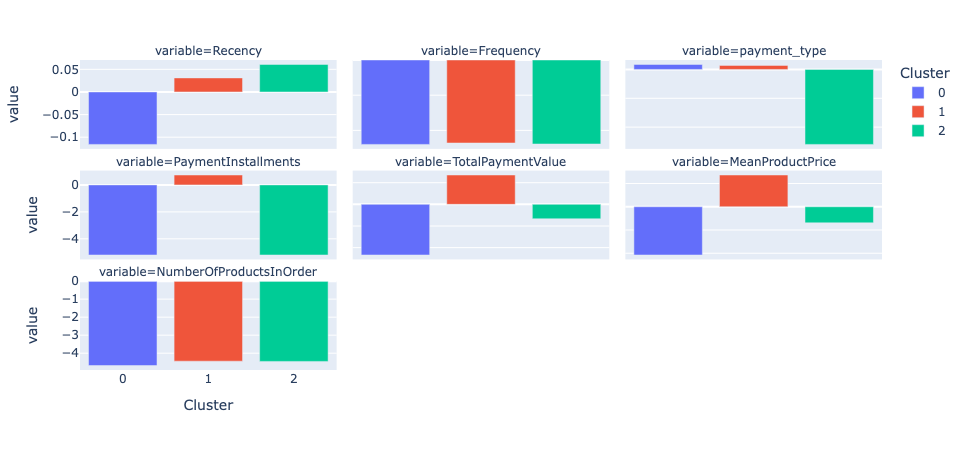 variable=Recency
variable=Frequency
variable=payment_type
Cluster
0
1
2
value
0.05
0
−0.05
−0.1
variable=PaymentInstallments
variable=TotalPaymentValue
variable=MeanProductPrice
value
0
−2
−4
variable=NumberOfProductsInOrder
value
0
−1
−2
−3
−4
0 1 2
Cluster